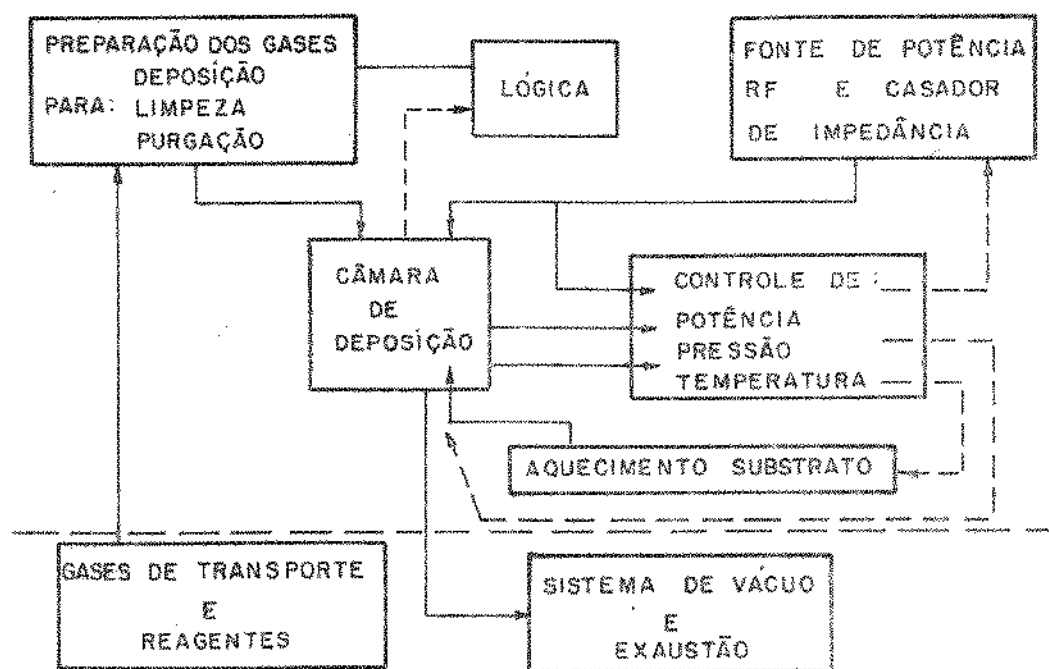 PREPARAÇÃO DOS GASES
DEPOSIÇÃO
PARA: LIMPEZA
PURGAÇÃO
LÓGICA
FONTE DE POTÊNCIA
RF E CASADOR
DE IMPEDÂNCIA
CÂMARA
DE
DEPOSIÇÃO
CONTROLE DE:
POTÊNCIA
PRESSÃO
TEMPERATURA
AQUECIMENTO SUBSTRATO
GASES DE TRANSPORTE
E
REAGENTES
SISTEMA DE VÁCUO
E
EXAUSTÃO